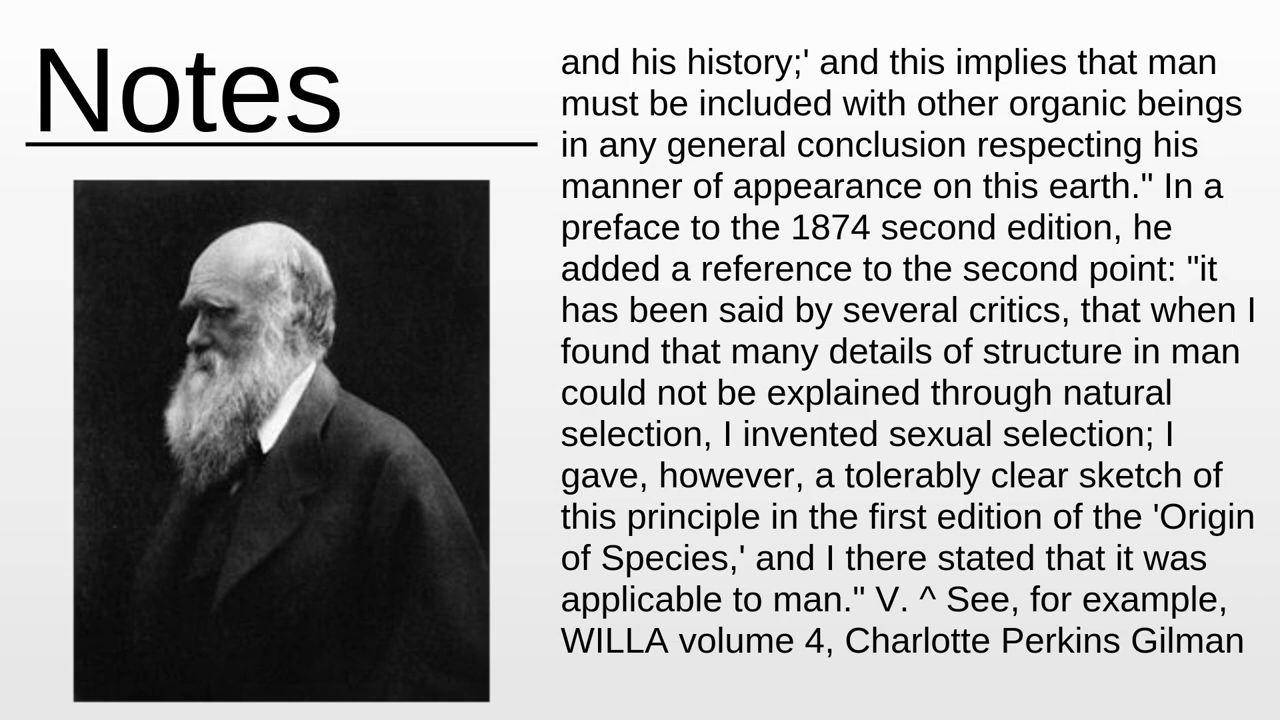 Notes
and his history;' and this implies that man
must be included with other organic beings
in any general conclusion respecting his
manner of appearance on this earth." In a
preface to the 1874 second edition, he
added a reference to the second point: "it
has been said by several critics, that when I
found that many details of structure in man
could not be explained through natural
selection, I invented sexual selection; I
gave, however, a tolerably clear sketch of
this principle in the first edition of the 'Origin
of Species,' and I there stated that it was
applicable to man." V. ^ See, for example,
WILLA volume 4, Charlotte Perkins Gilman